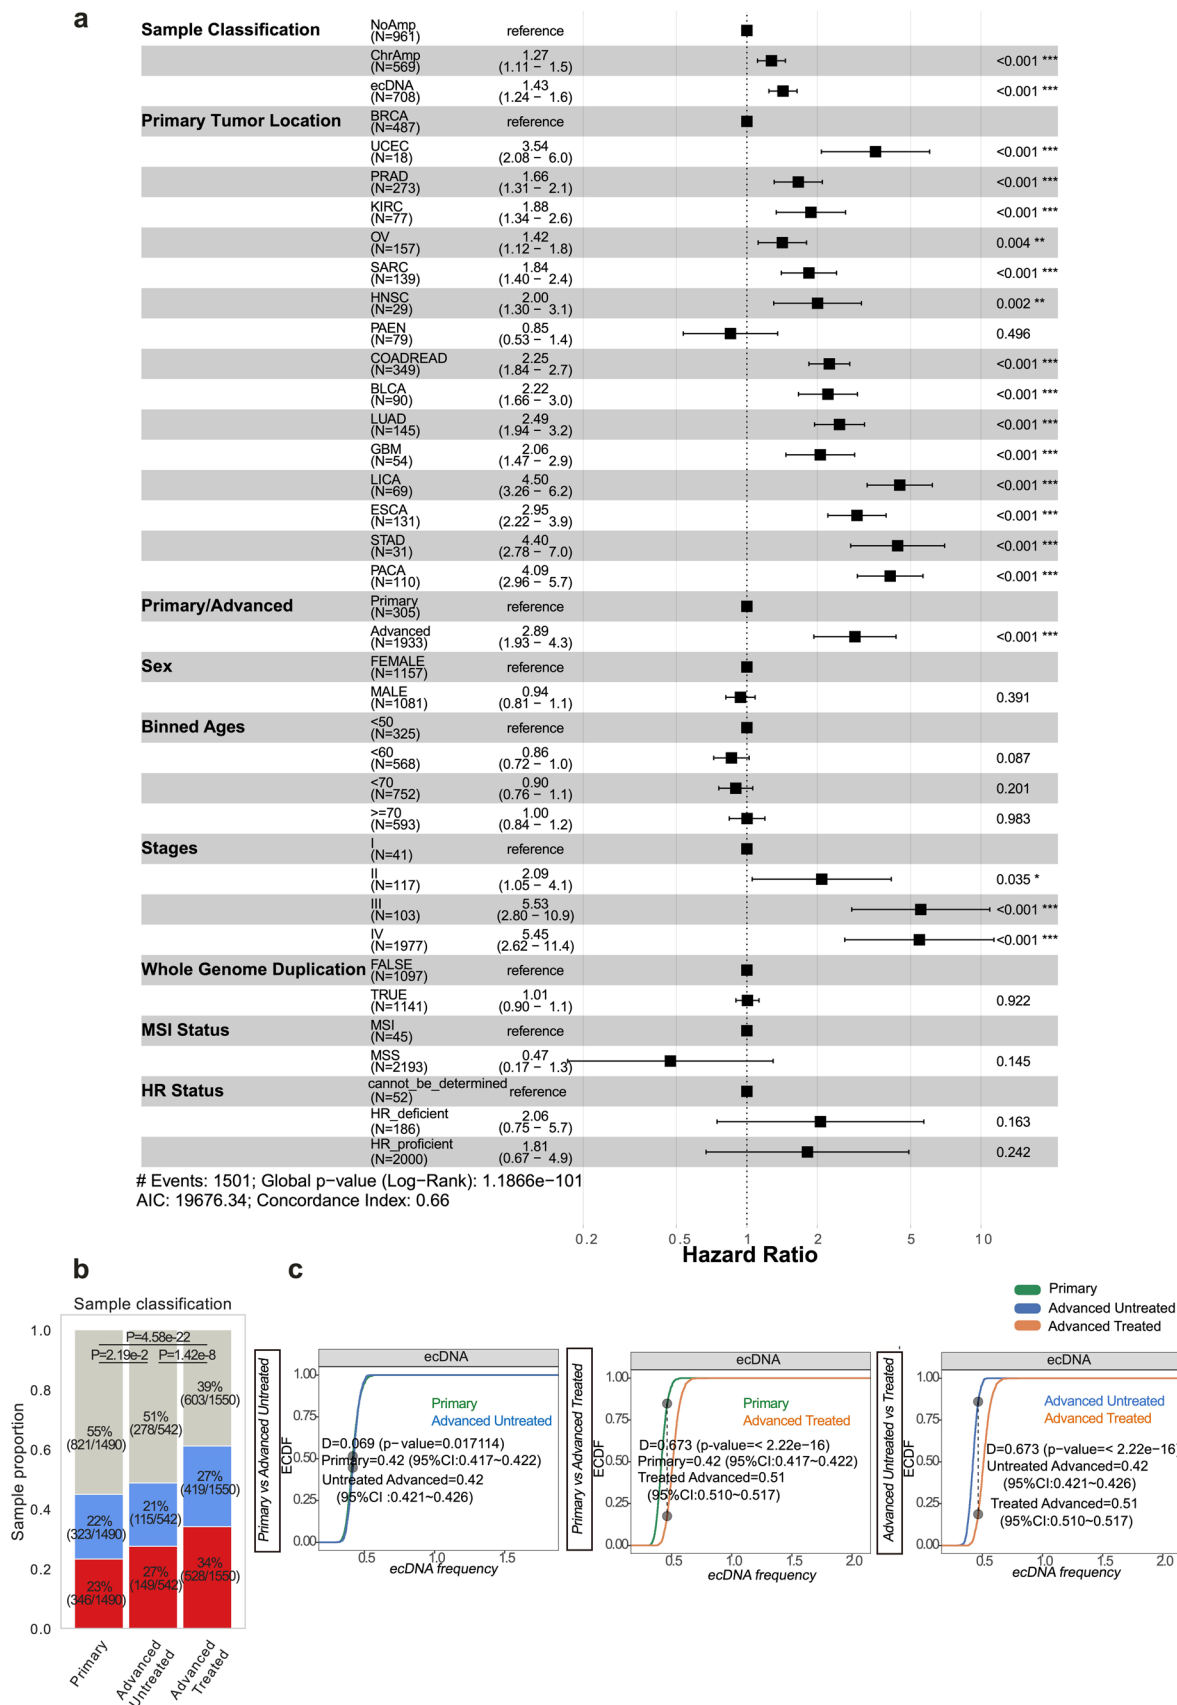 a
Sample Classification NoAmp (N=961) reference
ChrAmp (N=569) 1.27 (1.11 − 1.5) <0.001 ***
ecDNA (N=708) 1.43 (1.24 − 1.6) <0.001 ***
Primary Tumor Location BRCA (N=487) reference
UCEC (N=18) 3.54 (2.08 − 6.0) <0.001 ***
PRAD (N=273) 1.66 (1.31 − 2.1) <0.001 ***
KIRC (N=77) 1.88 (1.34 − 2.6) <0.001 ***
OV (N=157) 1.42 (1.12 − 1.8) 0.004 **
SARC (N=139) 1.84 (1.40 − 2.4) <0.001 ***
HNSC (N=29) 2.00 (1.30 − 3.1) 0.002 **
PAEN (N=79) 0.85 (0.53 − 1.4) 0.496
COADREAD (N=349) 2.25 (1.84 − 2.7) <0.001 ***
BLCA (N=90) 2.22 (1.66 − 3.0) <0.001 ***
LUAD (N=145) 2.49 (1.94 − 3.2) <0.001 ***
GBM (N=54) 2.06 (1.47 − 2.9) <0.001 ***
LICA (N=69) 4.50 (3.26 − 6.2) <0.001 ***
ESCA (N=131) 2.95 (2.22 − 3.9) <0.001 ***
STAD (N=31) 4.40 (2.78 − 7.0) <0.001 ***
PACA (N=110) 4.09 (2.96 − 5.7) <0.001 ***
Primary/Advanced Primary (N=305) reference
Advanced (N=1933) 2.89 (1.93 − 4.3) <0.001 ***
Sex FEMALE (N=1157) reference
MALE (N=1081) 0.94 (0.81 − 1.1) 0.391
Binned Ages <50 (N=325) reference
<60 (N=568) 0.86 (0.72 − 1.0) 0.087
<70 (N=752) 0.90 (0.76 − 1.1) 0.201
>=70 (N=593) 1.00 (0.84 − 1.2) 0.983
Stages I (N=41) reference
II (N=117) 2.09 (1.05 − 4.1) 0.035 *
III (N=103) 5.53 (2.80 − 10.9) <0.001 ***
IV (N=1977) 5.45 (2.62 − 11.4) <0.001 ***
Whole Genome Duplication FALSE (N=1097) reference
TRUE (N=1141) 1.01 (0.90 − 1.1) 0.922
MSI Status MSI (N=45) reference
MSS (N=2193) 0.47 (0.17 − 1.3) 0.145
HR Status cannot_be_determined (N=52) reference
HR_deficient (N=186) 2.06 (0.75 − 5.7) 0.163
HR_proficient (N=2000) 1.81 (0.67 − 4.9) 0.242
# Events: 1501; Global p−value (Log−Rank): 1.1866e−101
AIC: 19676.34; Concordance Index: 0.66
0.2 0.5 1 2 5 10
Hazard Ratio
b
Sample classification
Sample proportion
1.0
0.8
0.6
0.4
0.2
0.0
P=4.58e-22
P=2.19e-2 P=1.42e-8
55%
(821/1490)
22%
(323/1490)
23%
(346/1490)
51%
(278/542)
21%
(115/542)
27%
(149/542)
39%
(603/1550)
27%
(419/1550)
34%
(528/1550)
Primary
Advanced
Untreated
Advanced
Treated
c
Primary
Advanced Untreated
Advanced Treated
Primary vs Advanced Untreated
ecDNA
ECDF
1.00
0.75
0.50
0.25
0.00
Primary
Advanced Untreated
D=0.069 (p−value=0.017114)
Primary=0.42 (95%CI:0.417~0.422)
Untreated Advanced=0.42
(95%CI :0.421~0.426)
0.5 1.0 1.5
ecDNA frequency
Primary vs Advanced Treated
ecDNA
ECDF
1.00
0.75
0.50
0.25
0.00
Primary
Advanced Treated
D=0.673 (p-value=< 2.22e−16)
Primary=0.42 (95%CI:0.417~0.422)
Treated Advanced=0.51
(95%CI:0.510~0.517)
0.5 1.0 1.5 2.0
ecDNA frequency
Advanced Untreated vs Treated
ecDNA
ECDF
1.00
0.75
0.50
0.25
0.00
Advanced Untreated
Advanced Treated
D=0.673 (p-value=< 2.22e−16)
Untreated Advanced=0.42
(95%CI:0.421~0.426)
Treated Advanced=0.51
(95%CI:0.510~0.517)
0.5 1.0 1.5 2.0
ecDNA frequency